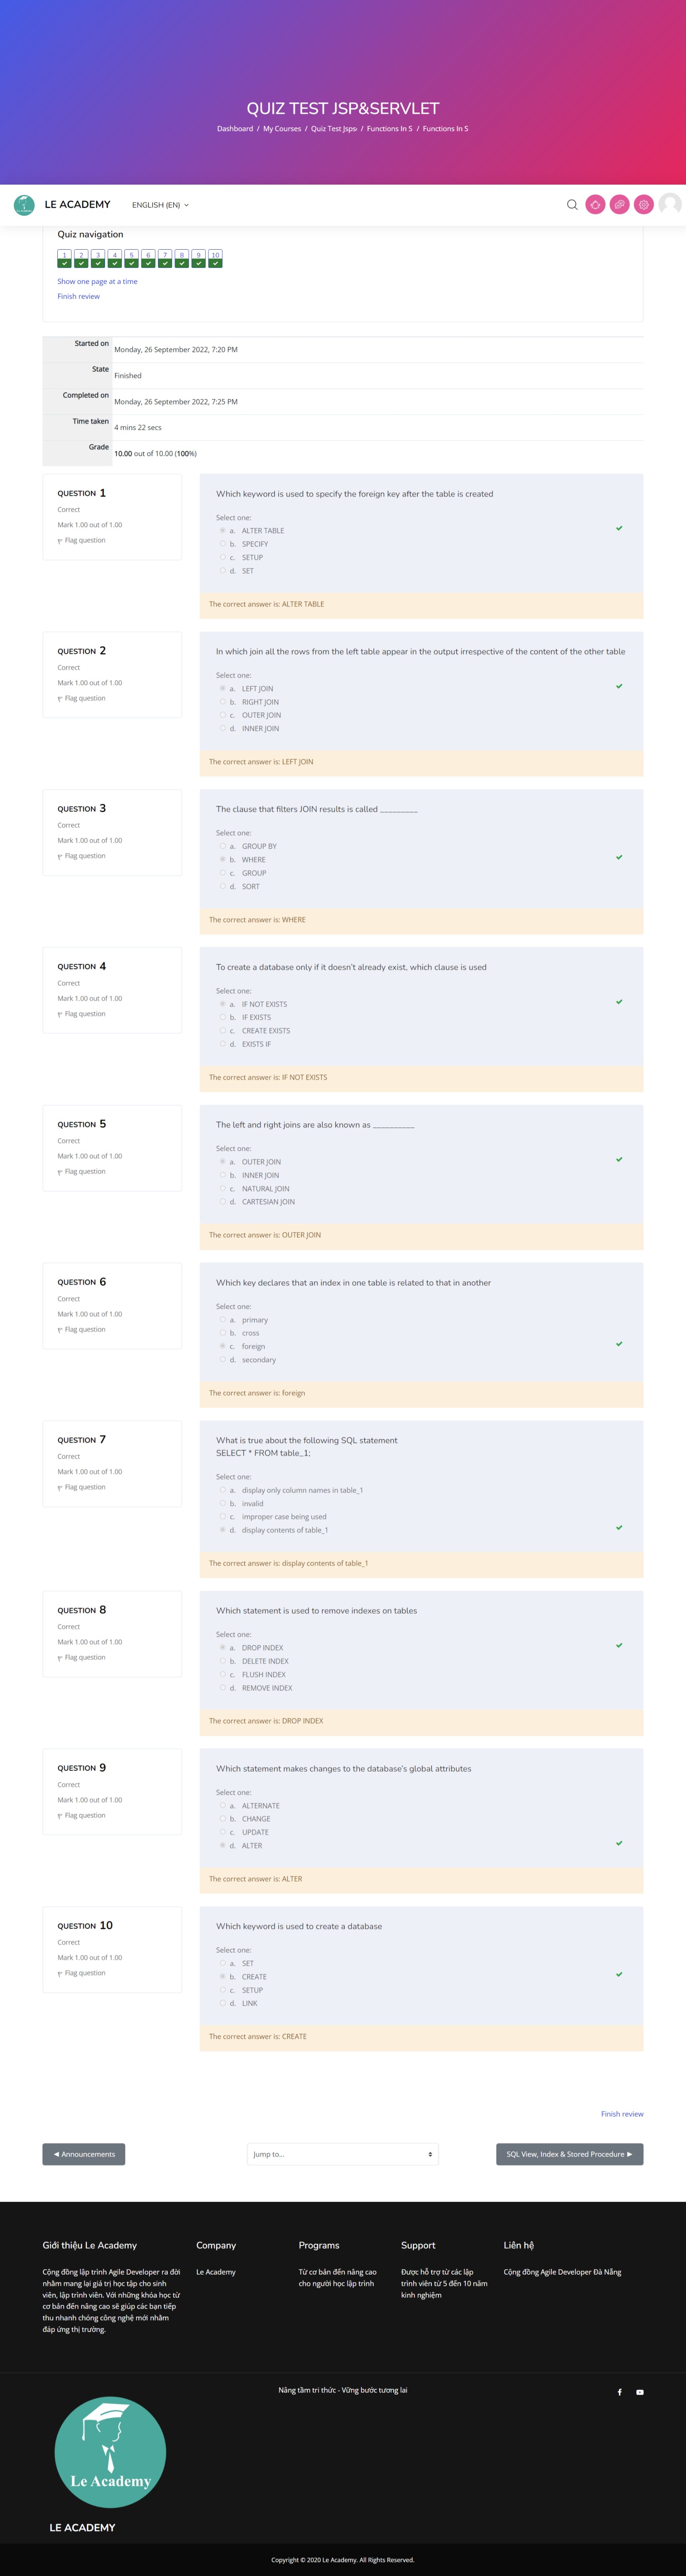 QUIZ TEST JSP&SERVLET
Dashboard / My Courses / Quiz Test Jsps / Functions In S / Functions In S
LE ACADEMY
ENGLISH (EN)
Quiz navigation
1 2 3 4 5 6 7 8 9 10
Show one page at a time
Finish review
Started on Monday, 26 September 2022, 7:20 PM
State Finished
Completed on Monday, 26 September 2022, 7:25 PM
Time taken 4 mins 22 secs
Grade 10.00 out of 10.00 (100%)
QUESTION 1
Correct
Mark 1.00 out of 1.00
Flag question
Which keyword is used to specify the foreign key after the table is created
Select one:
a. ALTER TABLE
b. SPECIFY
c. SETUP
d. SET
The correct answer is: ALTER TABLE
QUESTION 2
Correct
Mark 1.00 out of 1.00
Flag question
In which join all the rows from the left table appear in the output irrespective of the content of the other table
Select one:
a. LEFT JOIN
b. RIGHT JOIN
c. OUTER JOIN
d. INNER JOIN
The correct answer is: LEFT JOIN
QUESTION 3
Correct
Mark 1.00 out of 1.00
Flag question
The clause that filters JOIN results is called _________
Select one:
a. GROUP BY
b. WHERE
c. GROUP
d. SORT
The correct answer is: WHERE
QUESTION 4
Correct
Mark 1.00 out of 1.00
Flag question
To create a database only if it doesn't already exist, which clause is used
Select one:
a. IF NOT EXISTS
b. IF EXISTS
c. CREATE EXISTS
d. EXISTS IF
The correct answer is: IF NOT EXISTS
QUESTION 5
Correct
Mark 1.00 out of 1.00
Flag question
The left and right joins are also known as __________
Select one:
a. OUTER JOIN
b. INNER JOIN
c. NATURAL JOIN
d. CARTESIAN JOIN
The correct answer is: OUTER JOIN
QUESTION 6
Correct
Mark 1.00 out of 1.00
Flag question
Which key declares that an index in one table is related to that in another
Select one:
a. primary
b. cross
c. foreign
d. secondary
The correct answer is: foreign
QUESTION 7
Correct
Mark 1.00 out of 1.00
Flag question
What is true about the following SQL statement
SELECT * FROM table_1;
Select one:
a. display only column names in table_1
b. invalid
c. improper case being used
d. display contents of table_1
The correct answer is: display contents of table_1
QUESTION 8
Correct
Mark 1.00 out of 1.00
Flag question
Which statement is used to remove indexes on tables
Select one:
a. DROP INDEX
b. DELETE INDEX
c. FLUSH INDEX
d. REMOVE INDEX
The correct answer is: DROP INDEX
QUESTION 9
Correct
Mark 1.00 out of 1.00
Flag question
Which statement makes changes to the database's global attributes
Select one:
a. ALTERNATE
b. CHANGE
c. UPDATE
d. ALTER
The correct answer is: ALTER
QUESTION 10
Correct
Mark 1.00 out of 1.00
Flag question
Which keyword is used to create a database
Select one:
a. SET
b. CREATE
c. SETUP
d. LINK
The correct answer is: CREATE
Finish review
◄ Announcements
Jump to...
SQL View, Index & Stored Procedure ►
Giới thiệu Le Academy
Cộng đồng lập trình Agile Developer ra đời
nhằm mang lại giá trị học tập cho sinh
viên, lập trình viên. Với những khóa học từ
cơ bản đến nâng cao sẽ giúp các bạn tiếp
thu nhanh chóng công nghệ mới nhằm
đáp ứng thị trường.
Company
Le Academy
Programs
Từ cơ bản đến nâng cao
cho người học lập trình
Support
Được hỗ trợ từ các lập
trình viên từ 5 đến 10 năm
kinh nghiệm
Liên hệ
Cộng đồng Agile Developer Đà Nẵng
Nâng tầm tri thức - Vững bước tương lai
Le Academy
LE ACADEMY
Copyright © 2020 Le Academy. All Rights Reserved.